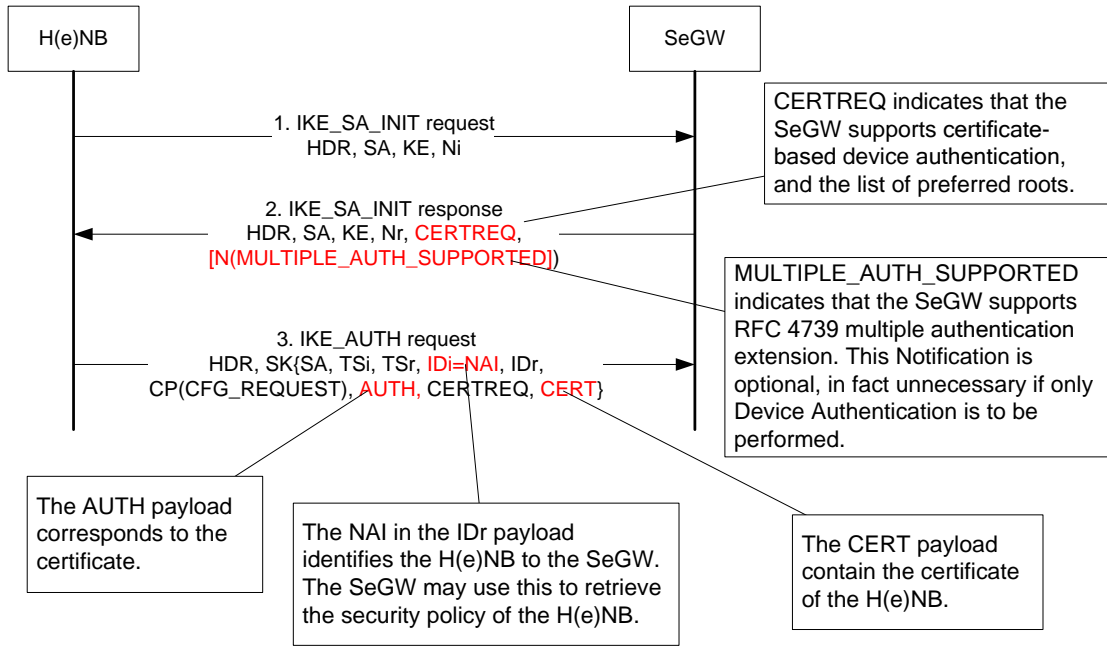 H(e)NB
SeGW
1. IKE_SA_INIT request
HDR, SA, KE, Ni
CERTREQ indicates that the
SeGW supports certificate-
based device authentication,
and the list of preferred roots.
2. IKE_SA_INIT response
HDR, SA, KE, Nr, CERTREQ,
[N(MULTIPLE_AUTH_SUPPORTED])
MULTIPLE_AUTH_SUPPORTED
indicates that the SeGW supports
RFC 4739 multiple authentication
extension. This Notification is
optional, in fact unnecessary if only
Device Authentication is to be
performed.
3. IKE_AUTH request
HDR, SK{SA, TSi, TSr, IDi=NAI, IDr,
CP(CFG_REQUEST), AUTH, CERTREQ, CERT}
The AUTH payload
corresponds to the
certificate.
The NAI in the IDr payload
identifies the H(e)NB to the SeGW.
The SeGW may use this to retrieve
the security policy of the H(e)NB.
The CERT payload
contain the certificate
of the H(e)NB.